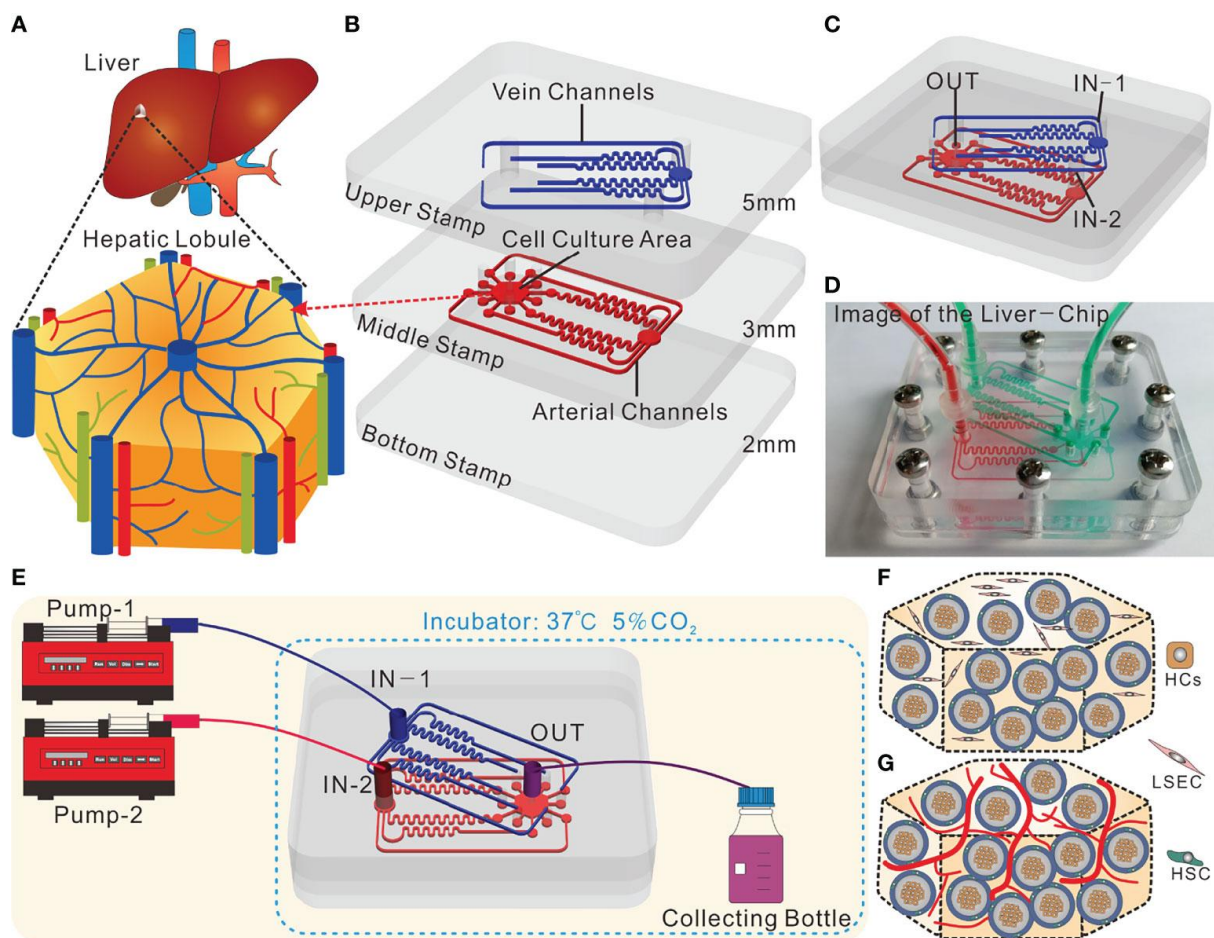 A
Liver
Hepatic Lobule
B
Vein Channels
Upper Stamp
5mm
Cell Culture Area
Middle Stamp
3mm
Arterial Channels
Bottom Stamp
2mm
C
OUT
IN-1
IN-2
D
Image of the Liver-Chip
E
Pump-1
Pump-2
Incubator: 37℃ 5%CO₂
IN-1
OUT
IN-2
Collecting Bottle
F
HCs
LSEC
G
HSC